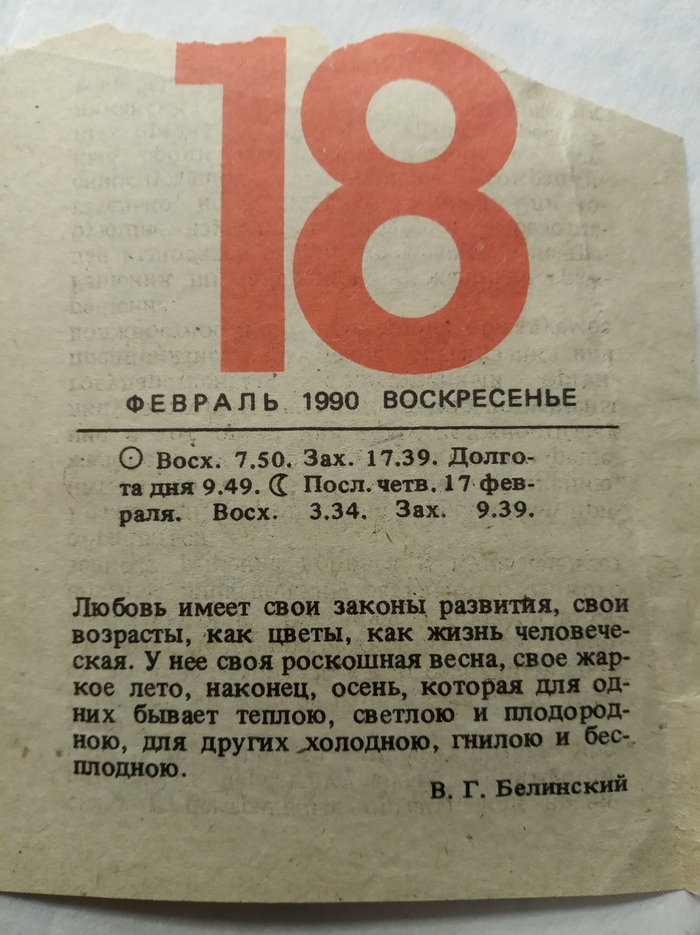 18
ФЕВРАЛЬ 1990 ВОСКРЕСЕНЬЕ
☉ Восх. 7.50. Зах. 17.39. Долго-
та дня 9.49. ☾ Посл. четв. 17 фев-
раля. Восх. 3.34. Зах. 9.39.
Любовь имеет свои законы развития, свои
возрасты, как цветы, как жизнь человече-
ская. У нее своя роскошная весна, свое жар-
кое лето, наконец, осень, которая для од-
них бывает теплою, светлою и плодород-
ною, для других холодною, гнилою и бес-
плодною.
В. Г. Белинский